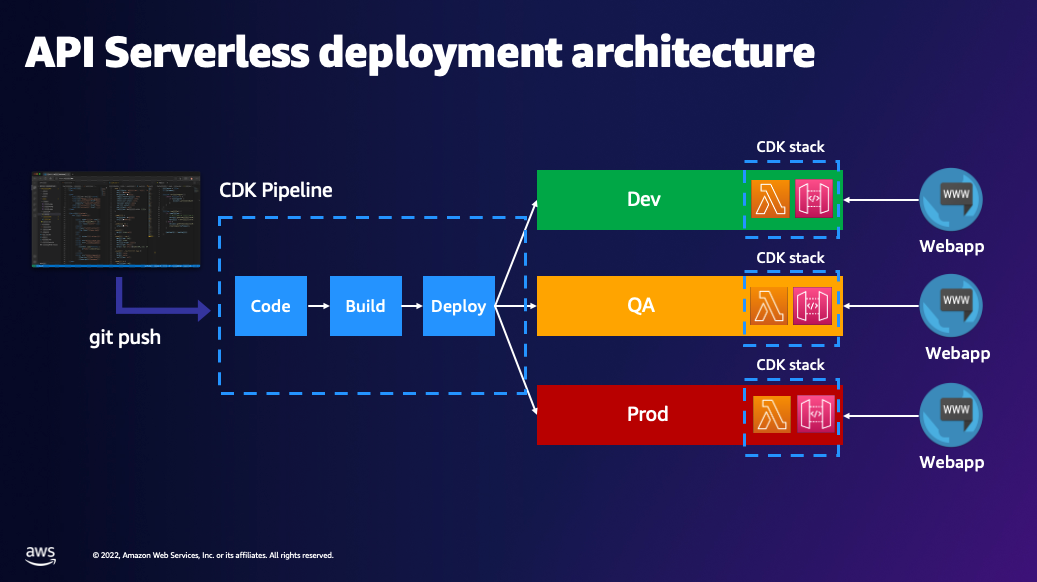 API Serverless deployment architecture
CDK Pipeline
git push
Code
Build
Deploy
CDK stack
Dev
WWW
Webapp
CDK stack
QA
WWW
Webapp
CDK stack
Prod
WWW
Webapp
aws
© 2022, Amazon Web Services, Inc. or its affiliates. All rights reserved.